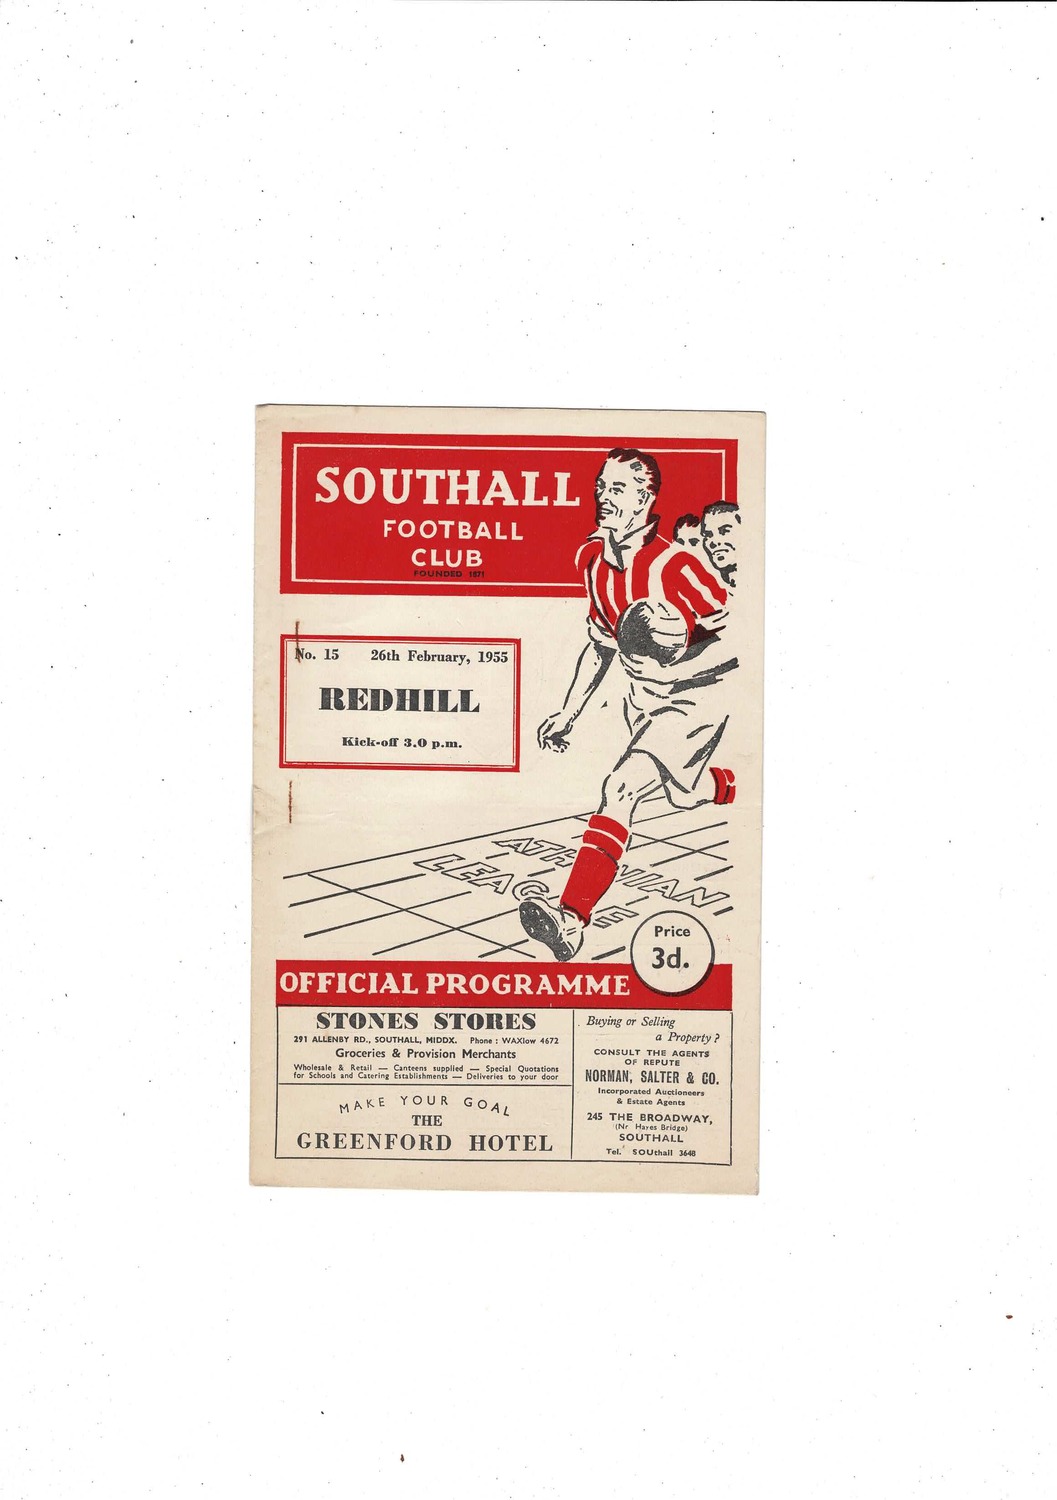 SOUTHALL
FOOTBALL
CLUB
FOUNDED 1871
No. 15 26th February, 1955
REDHILL
Kick-off 3.0 p.m.
ATHENIAN
LEAGUE
Price
3d.
OFFICIAL PROGRAMME
STONES STORES
291 ALLENBY RD., SOUTHALL, MIDDX. Phone : WAXlow 4672
Groceries & Provision Merchants
Wholesale & Retail — Canteens supplied — Special Quotations
for Schools and Catering Establishments — Deliveries to your door
MAKE YOUR GOAL
THE
GREENFORD HOTEL
Buying or Selling
a Property ?
CONSULT THE AGENTS
OF REPUTE
NORMAN, SALTER & CO.
Incorporated Auctioneers
& Estate Agents
245 THE BROADWAY,
(Nr Hayes Bridge)
SOUTHALL
Tel. SOUthall 3648